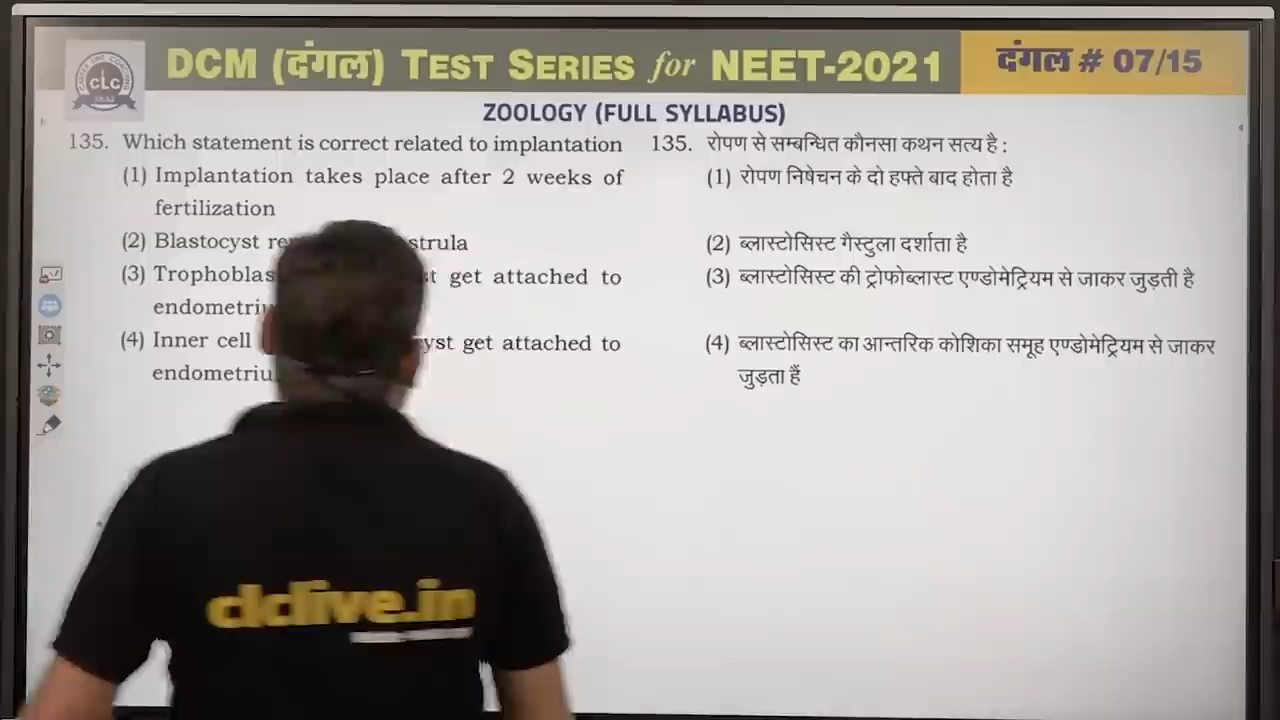 DCM (दंगल) TEST SERIES for NEET-2021
दंगल # 07/15
CLC
ZOOLOGY (FULL SYLLABUS)
135. Which statement is correct related to implantation
(1) Implantation takes place after 2 weeks of
fertilization
(2) Blastocyst re strula
(3) Trophoblas t get attached to
endometriu
(4) Inner cell yst get attached to
endometriu
135. रोपण से सम्बन्धित कौनसा कथन सत्य है :
(1) रोपण निषेचन के दो हफ्ते बाद होता है
(2) ब्लास्टोसिस्ट गैस्टुला दर्शाता है
(3) ब्लास्टोसिस्ट की ट्रोफोब्लास्ट एण्डोमेट्रियम से जाकर जुड़ती है
(4) ब्लास्टोसिस्ट का आन्तरिक कोशिका समूह एण्डोमेट्रियम से जाकर
जुड़ता हैं
clclive.in